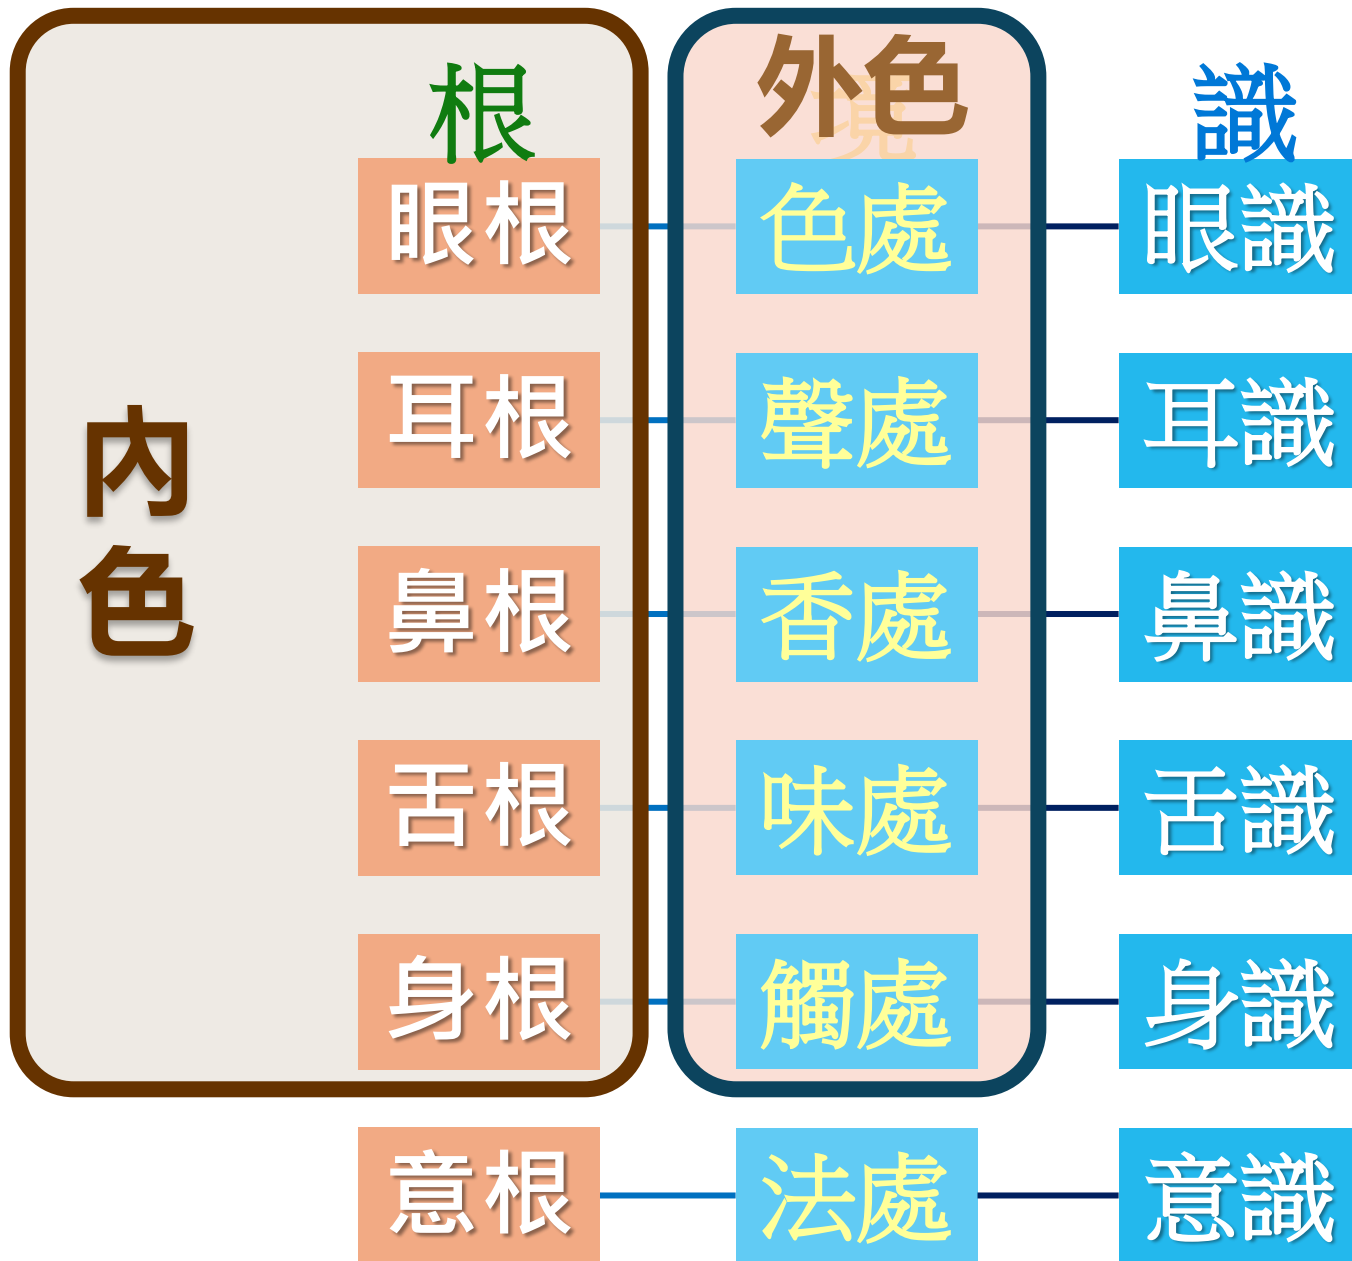 根 外色 境 識
眼根 色處 眼識
耳根 聲處 耳識
內色
鼻根 香處 鼻識
舌根 味處 舌識
身根 觸處 身識
意根 法處 意識